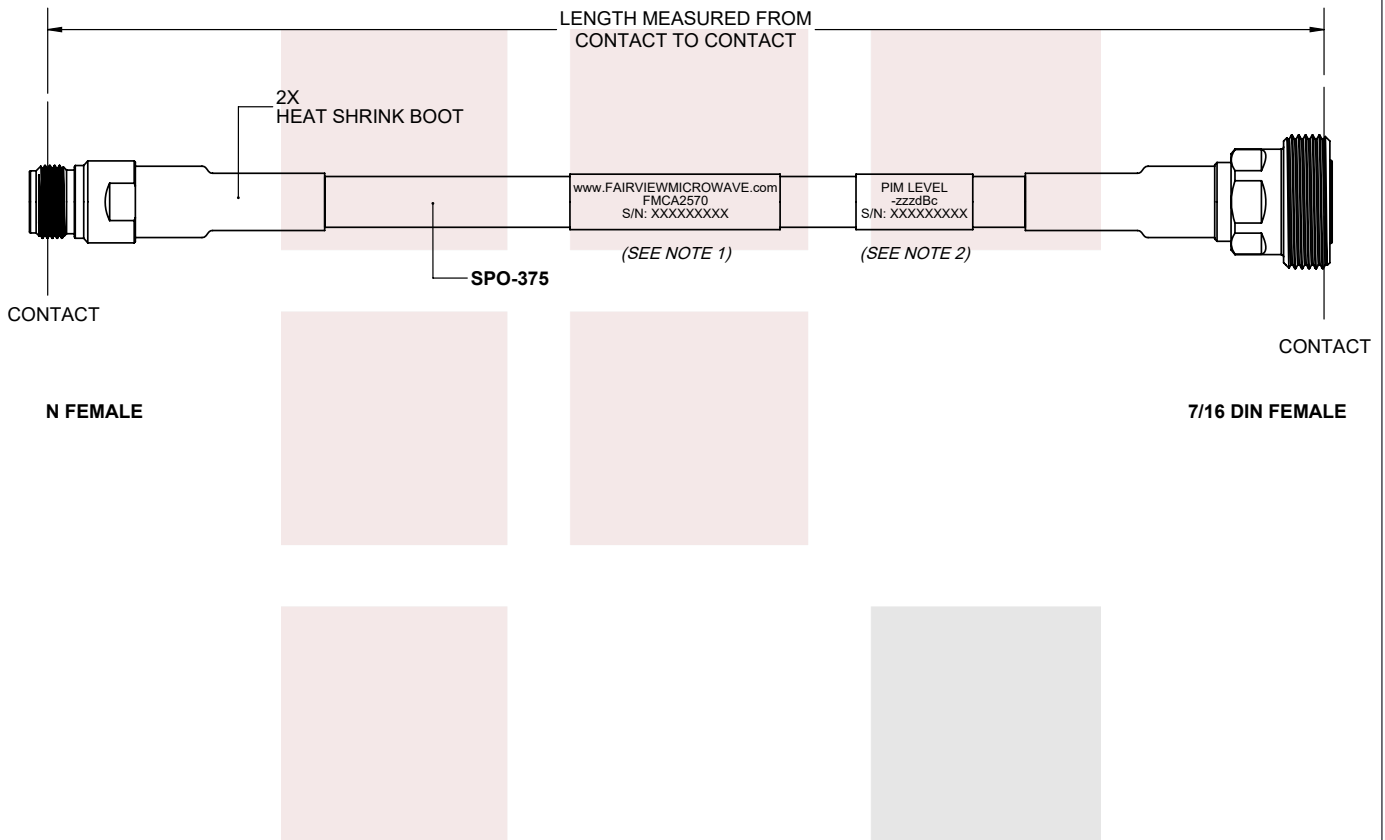 LENGTH MEASURED FROM
CONTACT TO CONTACT
2X
HEAT SHRINK BOOT
www.FAIRVIEWMICROWAVE.com
FMCA2570
S/N: XXXXXXXXX
PIM LEVEL
-zzzdBc
S/N: XXXXXXXXX
(SEE NOTE 1)
(SEE NOTE 2)
SPO-375
CONTACT
CONTACT
N FEMALE
7/16 DIN FEMALE